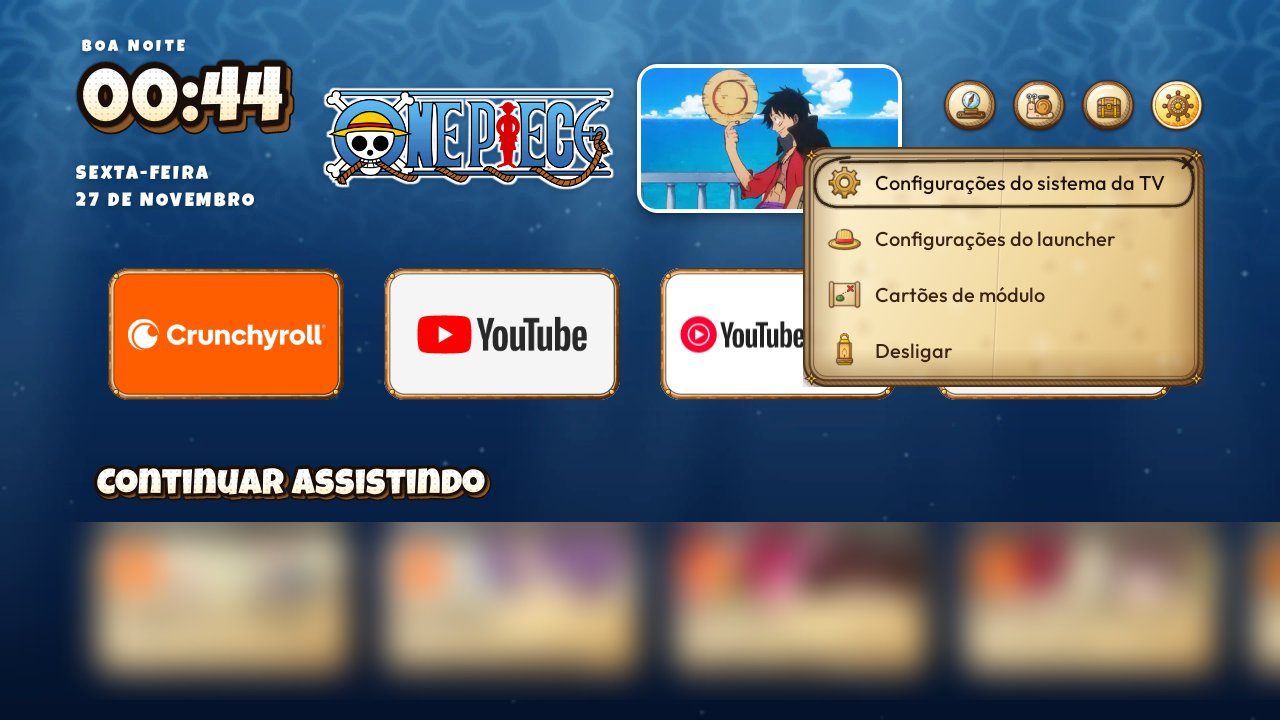 BOA NOITE
00:44
SEXTA-FEIRA
27 DE NOVEMBRO
ONE PIECE
Configurações do sistema da TV
Configurações do launcher
Cartões de módulo
Desligar
Crunchyroll
YouTube
YouTube
CONTINUAR ASSISTINDO